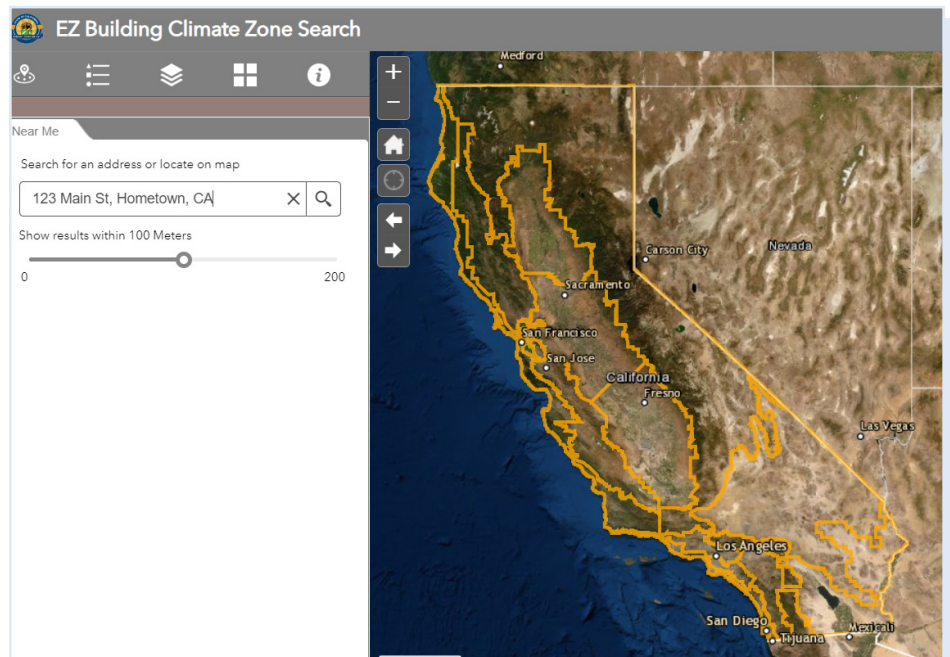 EZ Building Climate Zone Search
Near Me
Search for an address or locate on map
123 Main St, Hometown, CA
Show results within 100 Meters
0
200
Medford
Carson City
Nevada
Sacramento
San Francisco
San Jose
California
Fresno
Las Vegas
Los Angeles
San Diego
Tijuana
Mexicali